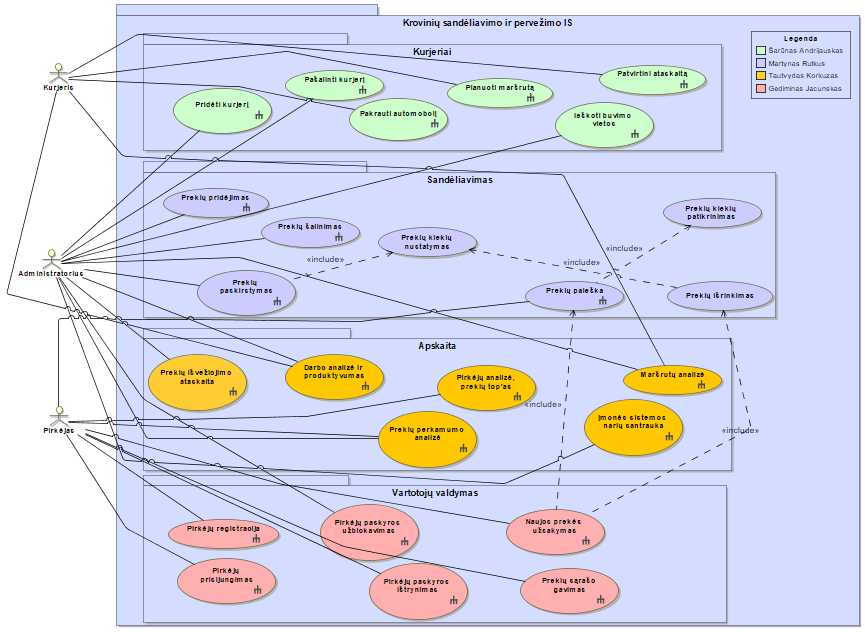 Krovinių sandėliavimo ir pervežimo IS
Legenda
Šarūnas Andrijauskas
Martynas Rutkus
Tautvydas Korkuzas
Gediminas Jacunskas
Kurjeriai
Kurjeris
Pašalinti kurjerį
Patvirtini ataskaitą
Planuoti maršrutą
Pridėti kurjerį
Pakrauti automobolį
Ieškoti buvimo
vietos
Sandėliavimas
Prekių pridėjimas
Prekių kiekių
patikrinimas
Prekių šalinimas
Prekių kiekių
nustatymas
«include»
«include»
«include»
Administratorius
Prekių
paskirstymas
Prekių paieška
Prekių išrinkimas
Apskaita
Prekių išvežiojimo
ataskaita
Darbo analizė ir
produktyvumas
Pirkėjų analizė,
prekių top'as
Maršrutų analizė
«include»
Pirkėjas
Prekių perkamumo
analizė
Įmonės sistemos
narių santrauka
«include»
Vartotojų valdymas
Pirkėjų registracija
Pirkėjų paskyros
užblokavimas
Naujos prekės
užsakymas
Pirkėjų
prisijungimas
Pirkėjų paskyros
ištrynimas
Prekių sąrašo
gavimas